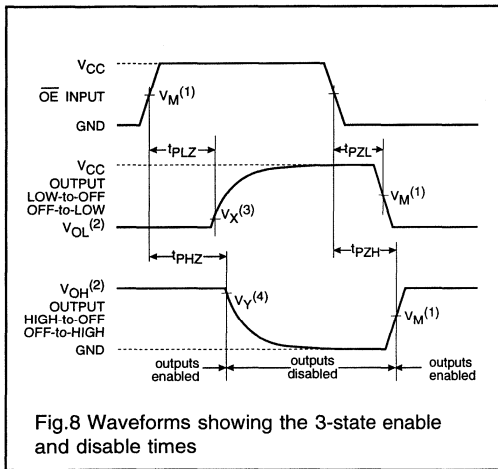 VCC
OE INPUT
VM(1)
GND
tPLZ
tPZL
VCC
OUTPUT
LOW-to-OFF
OFF-to-LOW
VM(1)
VX(3)
VOL(2)
tPHZ
tPZH
VOH(2)
OUTPUT
HIGH-to-OFF
OFF-to-HIGH
VY(4)
VM(1)
GND
outputs
enabled
outputs
disabled
outputs
enabled
Fig.8 Waveforms showing the 3-state enable
and disable times